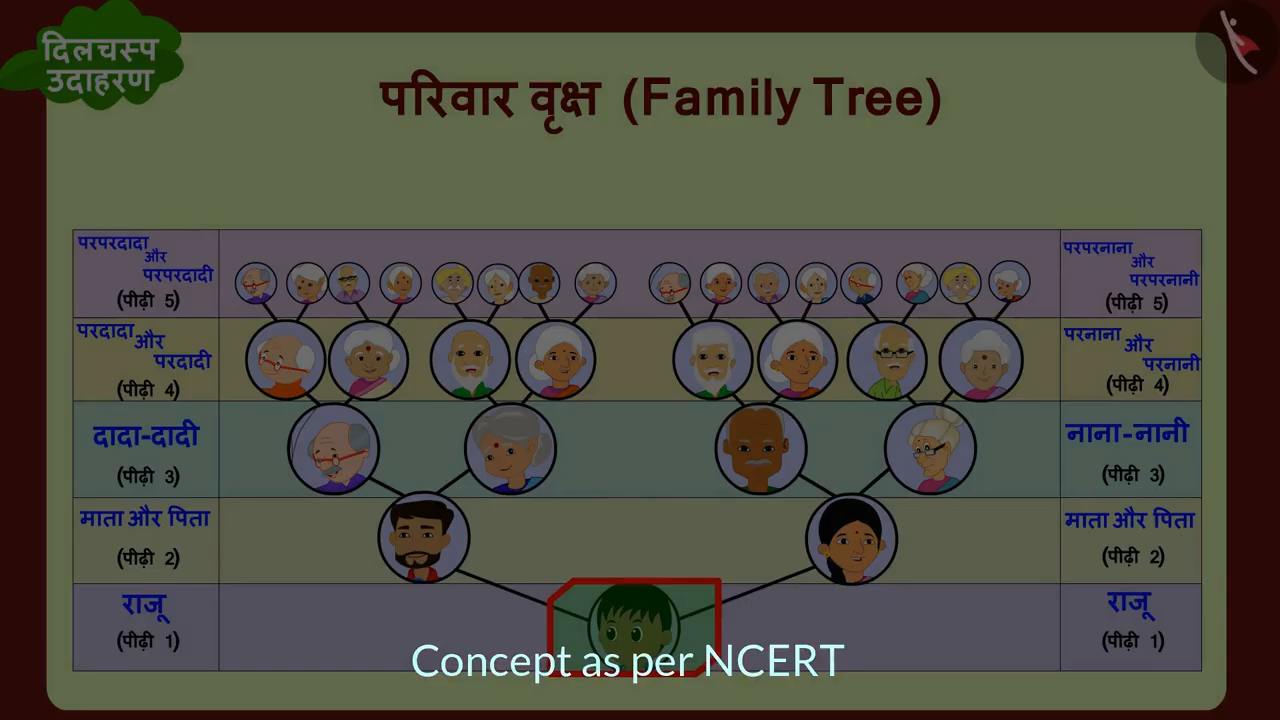 दिलचस्प
उदाहरण
परिवार वृक्ष (Family Tree)
परपरदादा
और
परपरदादी
(पीढ़ी 5)
परपरनाना
और
परपरनानी
(पीढ़ी 5)
परदादा
और
परदादी
(पीढ़ी 4)
परनाना
और
परनानी
(पीढ़ी 4)
दादा-दादी
(पीढ़ी 3)
नाना-नानी
(पीढ़ी 3)
माता और पिता
(पीढ़ी 2)
माता और पिता
(पीढ़ी 2)
राजू
(पीढ़ी 1)
राजू
(पीढ़ी 1)
Concept as per NCERT